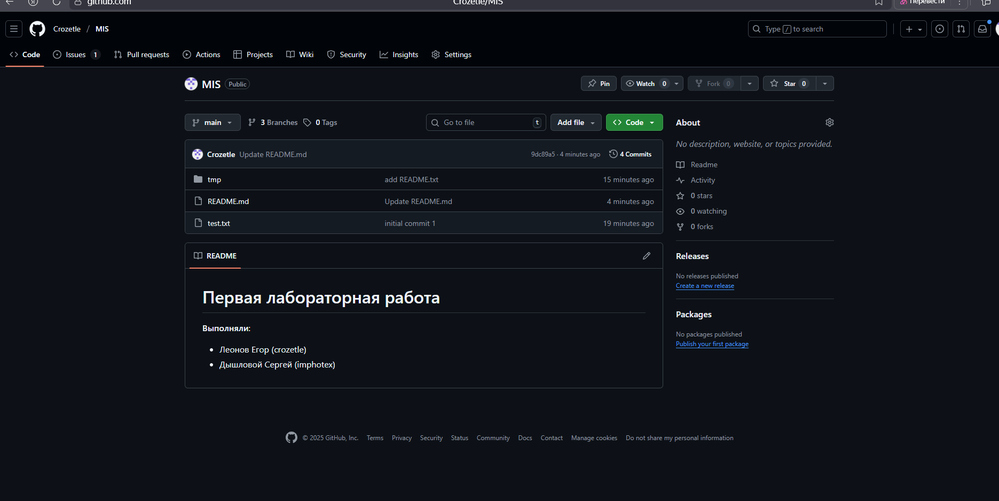 github.com
Crozetle/MIS
Перевести
Crozetle / MIS
Type / to search
Code
Issues 1
Pull requests
Actions
Projects
Wiki
Security
Insights
Settings
MIS Public
Pin
Watch 0
Fork 0
Star 0
main
3 Branches
0 Tags
Go to file t
Add file
Code
Crozetle Update README.md 9dc89a5 · 4 minutes ago 4 Commits
tmp add README.txt 15 minutes ago
README.md Update README.md 4 minutes ago
test.txt initial commit 1 19 minutes ago
README
Первая лабораторная работа
Выполняли:
• Леонов Егор (crozetle)
• Дышловой Сергей (imphotex)
About
No description, website, or topics provided.
Readme
Activity
0 stars
0 watching
0 forks
Releases
No releases published
Create a new release
Packages
No packages published
Publish your first package
© 2025 GitHub, Inc. Terms Privacy Security Status Community Docs Contact Manage cookies Do not share my personal information